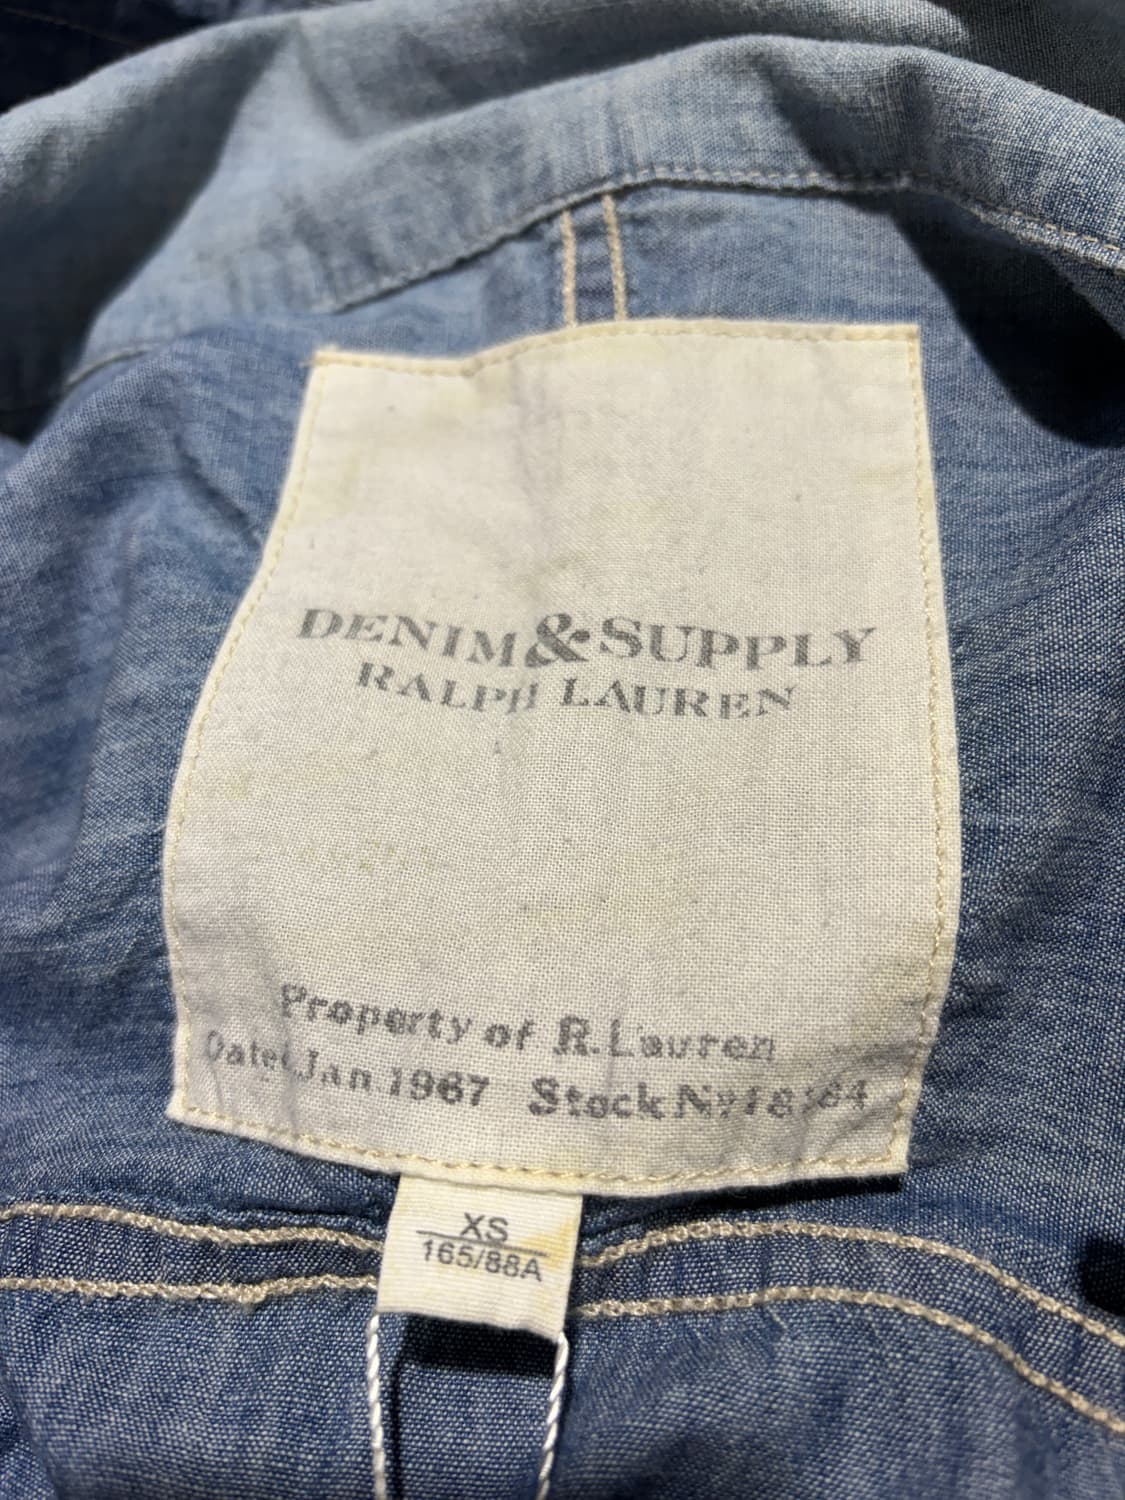 DENIM & SUPPLY
RALPH LAUREN
Property of R. Lauren
Date: Jan 1967 Stock Nº
XS
165/88A